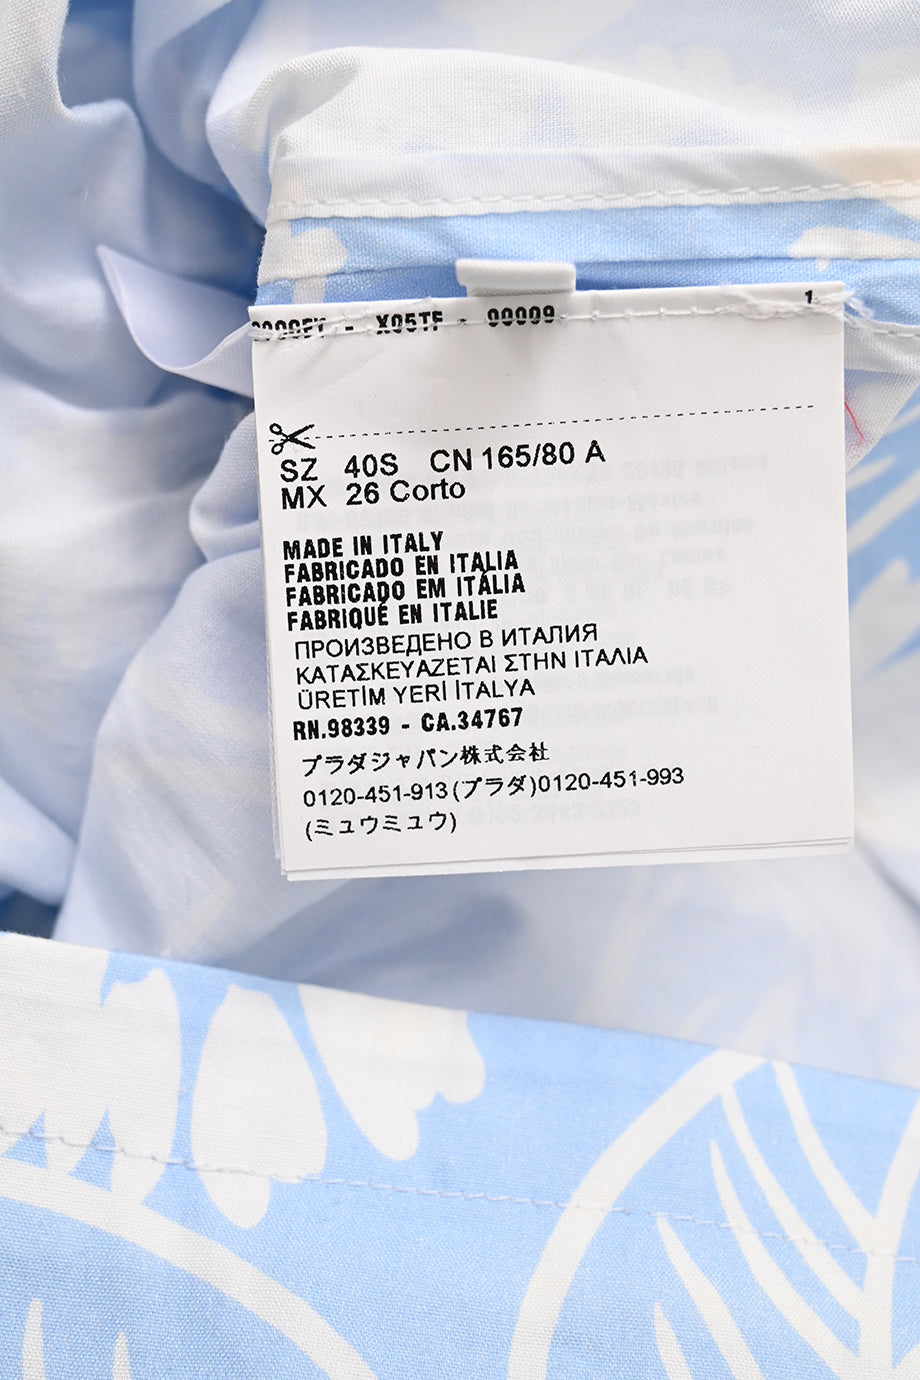 - X05TF - 00009
1
SZ 40S CN 165/80 A
MX 26 Corto
MADE IN ITALY
FABRICADO EN ITALIA
FABRICADO EM ITÁLIA
FABRIQUÉ EN ITALIE
ПРОИЗВЕДЕНО В ИТАЛИЯ
ΚΑΤΑΣΚΕΥΑΖΕΤΑΙ ΣΤΗΝ ΙΤΑΛΙΑ
ÜRETİM YERİ İTALYA
RN.98339 - CA.34767
プラダジャパン株式会社
0120-451-913(プラダ)0120-451-993
(ミュウミュウ)